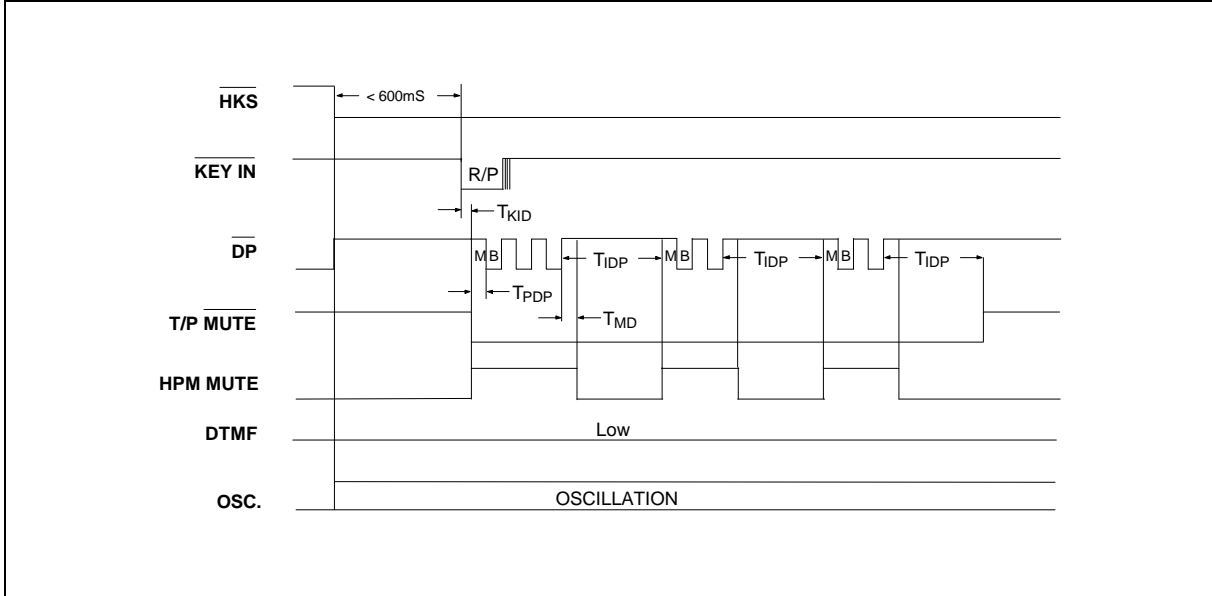 HKS
< 600mS
KEY IN
R/P
TKID
DP
M B
TIDP
M B
TIDP
M B
TIDP
TPDP
T/P MUTE
TMD
HPM MUTE
DTMF
Low
OSC.
OSCILLATION